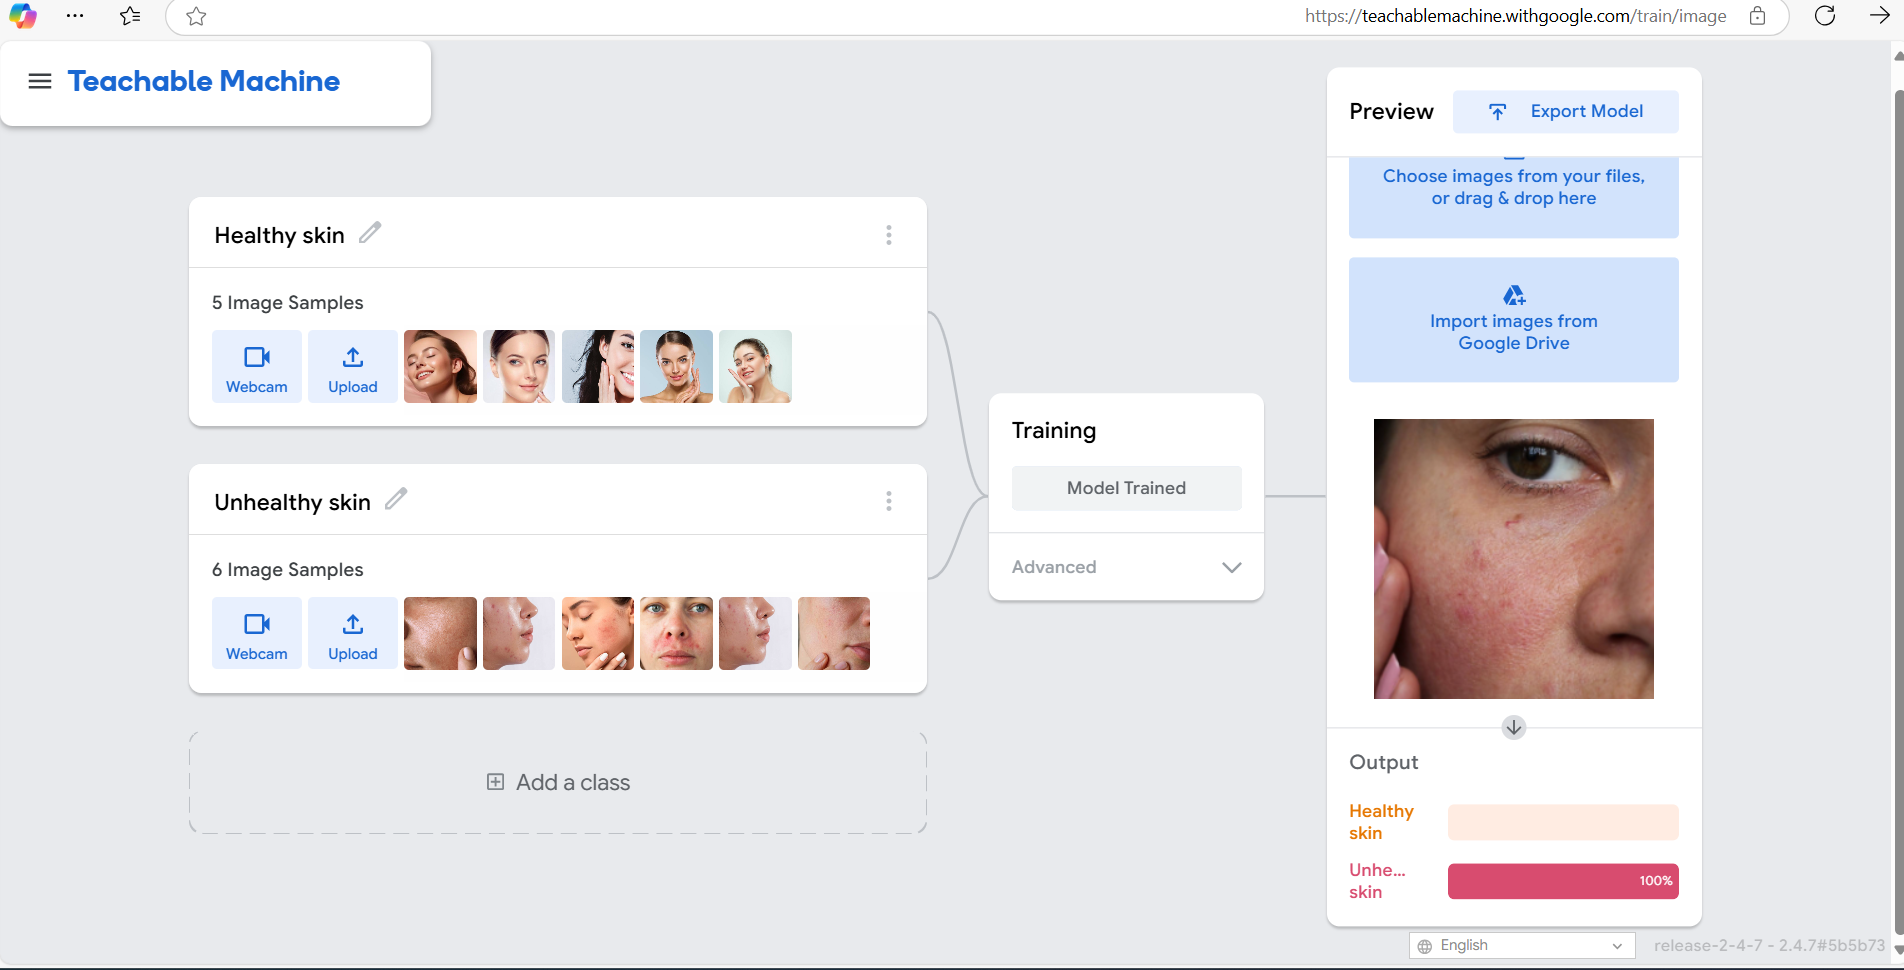 https://teachablemachine.withgoogle.com/train/image
Teachable Machine
Preview
Export Model
Choose images from your files,
or drag & drop here
Import images from
Google Drive
Healthy skin
5 Image Samples
Webcam
Upload
Unhealthy skin
6 Image Samples
Webcam
Upload
Add a class
Training
Model Trained
Advanced
Output
Healthy
skin
Unhe...
skin
100%
English
release-2-4-7 - 2.4.7#5b5b73